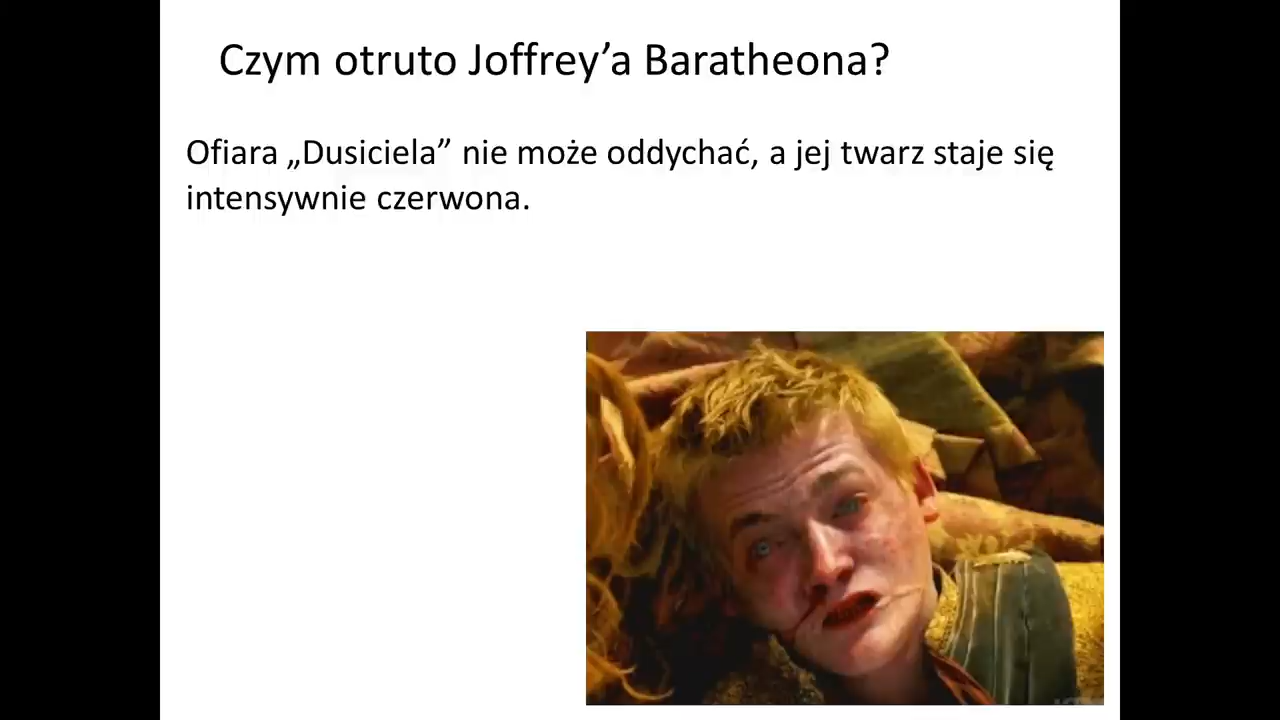 Czym otruto Joffrey’a Baratheona?
Ofiara „Dusiciela” nie może oddychać, a jej twarz staje się
intensywnie czerwona.